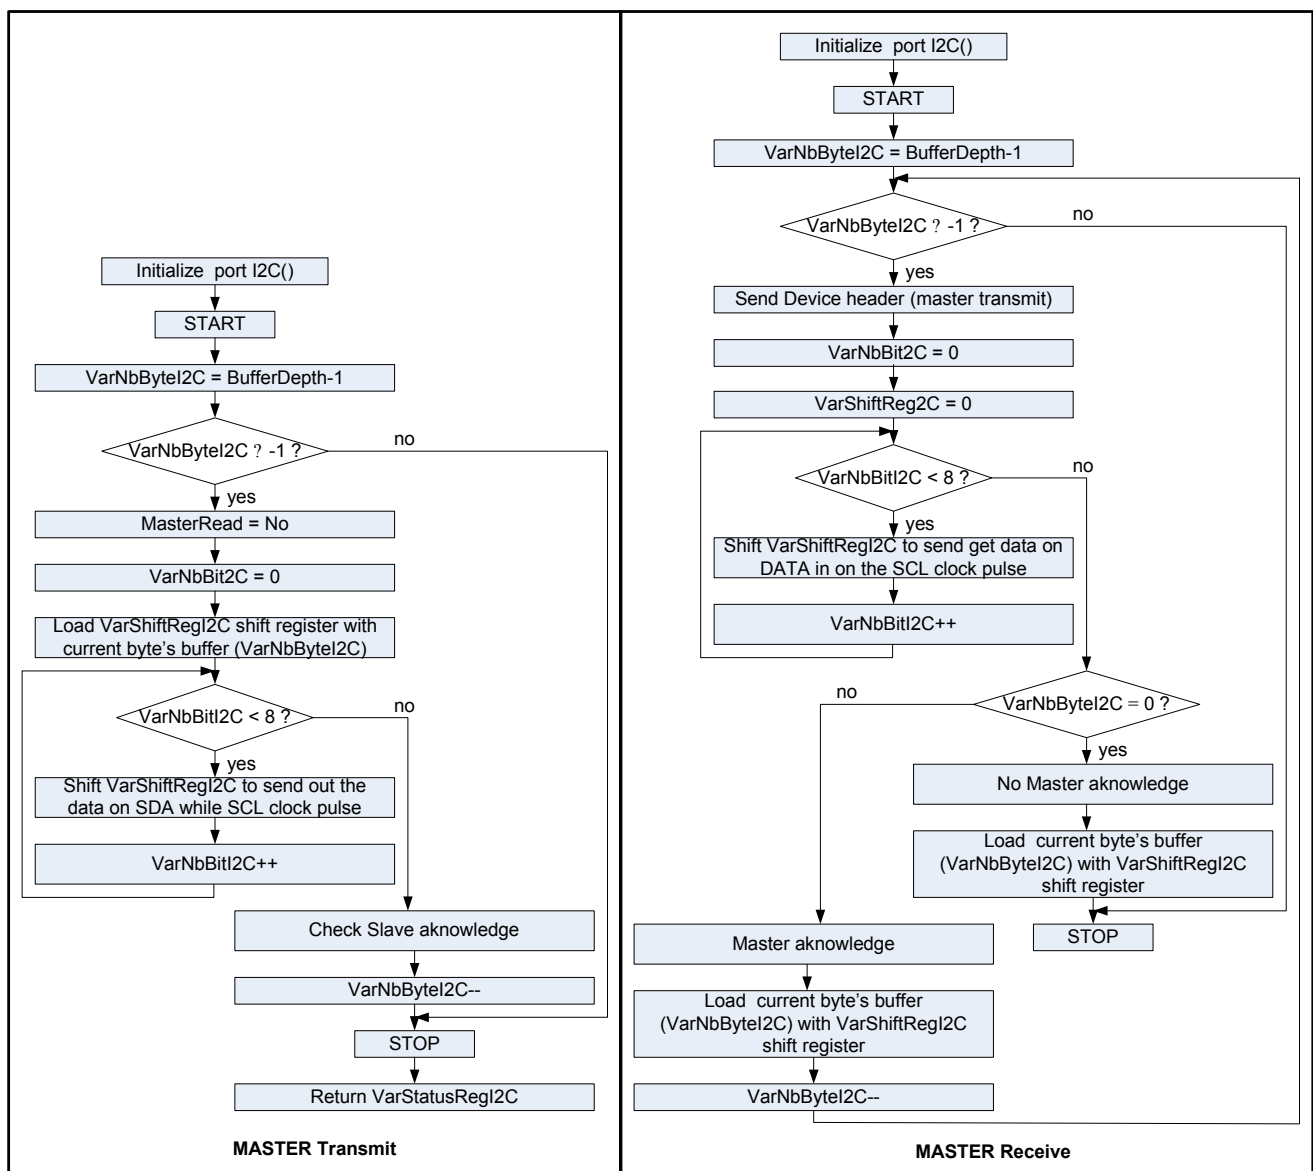 Initialize port I2C()
START
VarNbByteI2C = BufferDepth-1
VarNbByteI2C ? -1 ?
no
yes
MasterRead = No
VarNbBit2C = 0
Load VarShiftRegI2C shift register with
current byte's buffer (VarNbByteI2C)
VarNbBitI2C < 8 ?
no
yes
Shift VarShiftRegI2C to send out the
data on SDA while SCL clock pulse
VarNbBitI2C++
Check Slave aknowledge
VarNbByteI2C--
STOP
Return VarStatusRegI2C
MASTER Transmit
Initialize port I2C()
START
VarNbByteI2C = BufferDepth-1
VarNbByteI2C ? -1 ?
no
yes
Send Device header (master transmit)
VarNbBit2C = 0
VarShiftReg2C = 0
VarNbBitI2C < 8 ?
no
yes
Shift VarShiftRegI2C to send get data on
DATA in on the SCL clock pulse
VarNbBitI2C++
VarNbByteI2C = 0 ?
no
yes
No Master aknowledge
Load current byte's buffer
(VarNbByteI2C) with VarShiftRegI2C
shift register
STOP
Master aknowledge
Load current byte's buffer
(VarNbByteI2C) with VarShiftRegI2C
shift register
VarNbByteI2C--
MASTER Receive